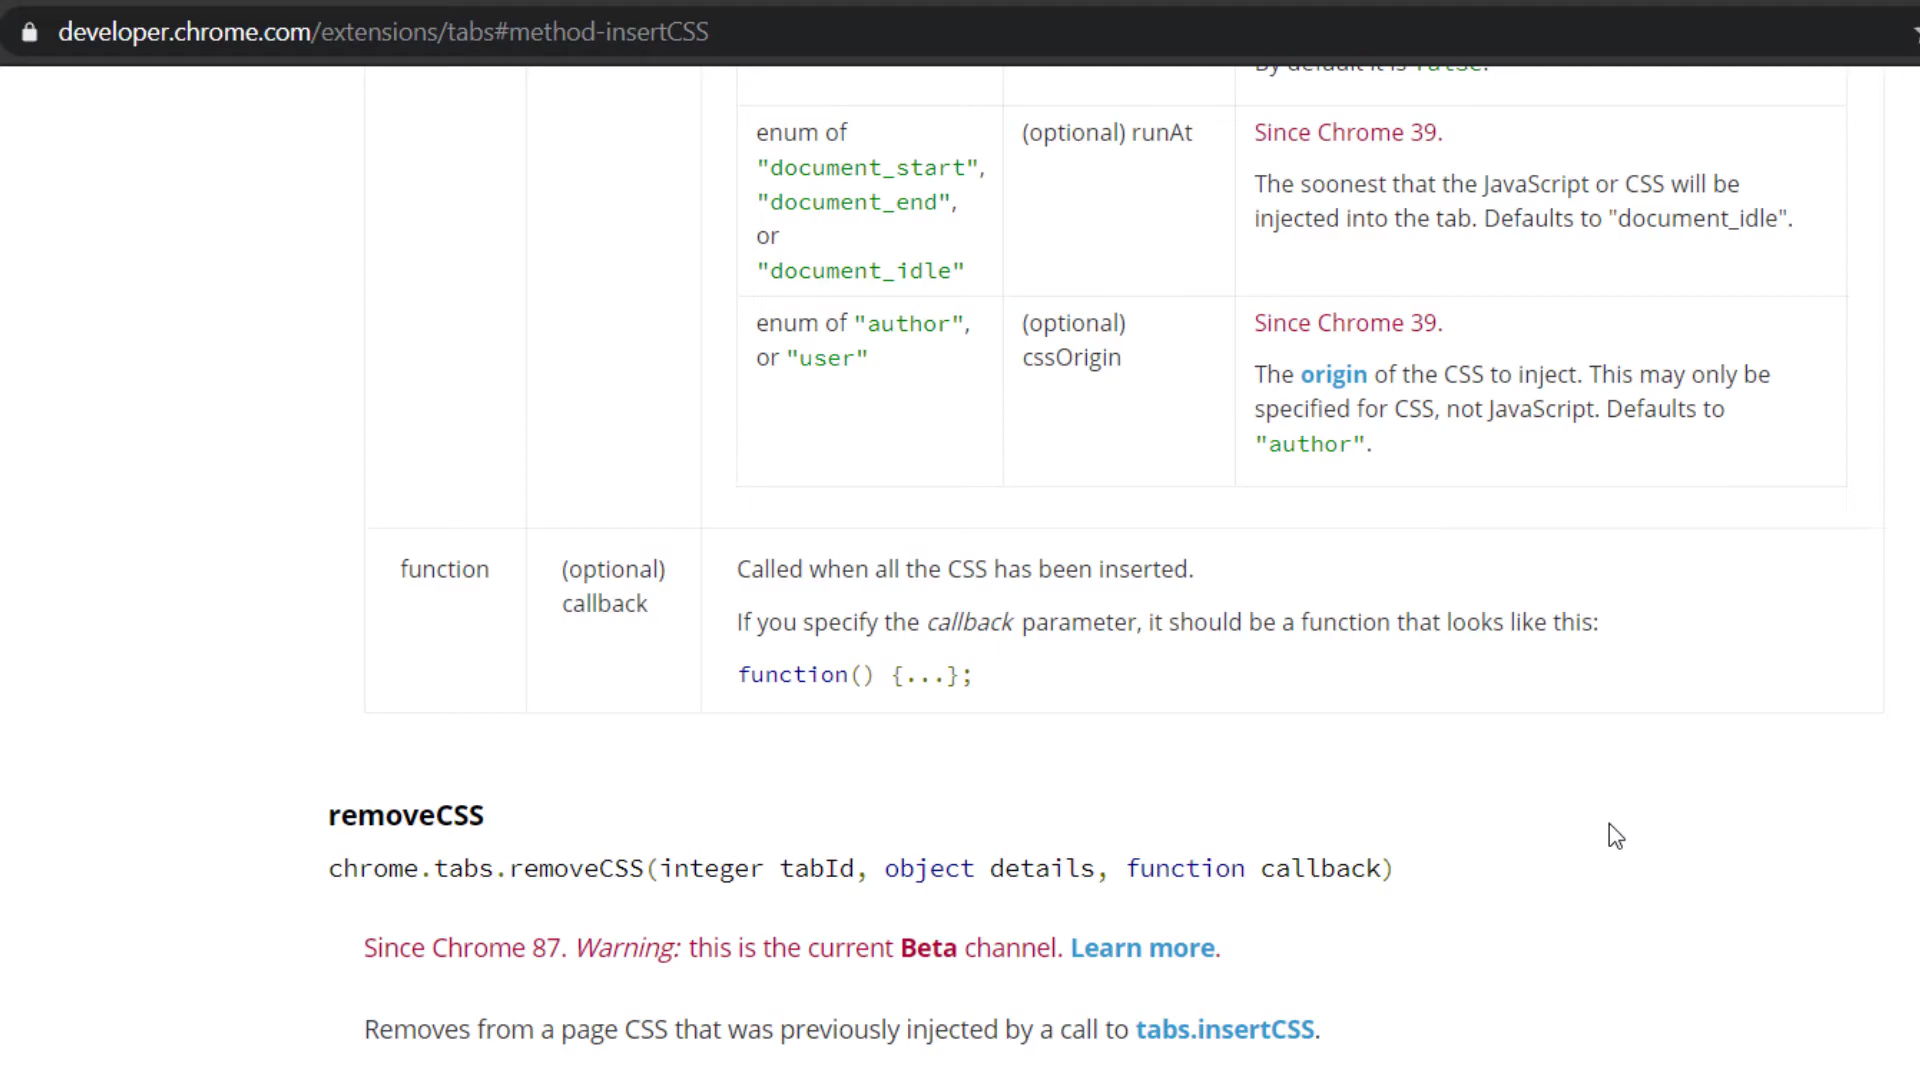 developer.chrome.com/extensions/tabs#method-insertCSS
By default it is false.
enum of
"document_start",
"document_end",
or
"document_idle"
(optional) runAt
Since Chrome 39.
The soonest that the JavaScript or CSS will be
injected into the tab. Defaults to "document_idle".
enum of "author",
or "user"
(optional)
cssOrigin
Since Chrome 39.
The origin of the CSS to inject. This may only be
specified for CSS, not JavaScript. Defaults to
"author".
function
(optional)
callback
Called when all the CSS has been inserted.
If you specify the callback parameter, it should be a function that looks like this:
function() {...};
removeCSS
chrome.tabs.removeCSS(integer tabId, object details, function callback)
Since Chrome 87. Warning: this is the current Beta channel. Learn more.
Removes from a page CSS that was previously injected by a call to tabs.insertCSS.